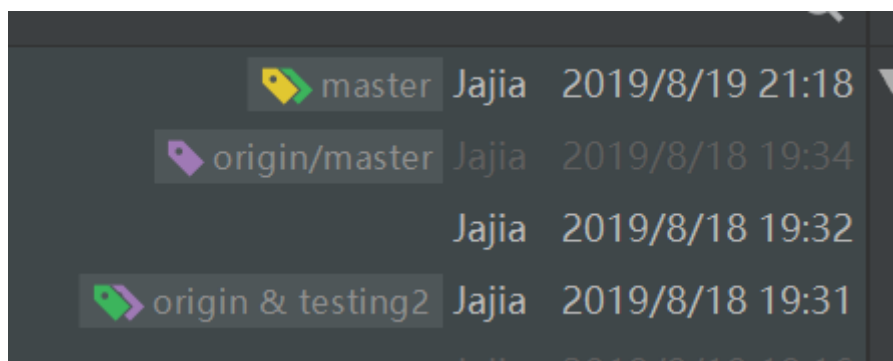 master Jajia 2019/8/19 21:18
origin/master Jajia 2019/8/18 19:34
Jajia 2019/8/18 19:32
origin & testing2 Jajia 2019/8/18 19:31